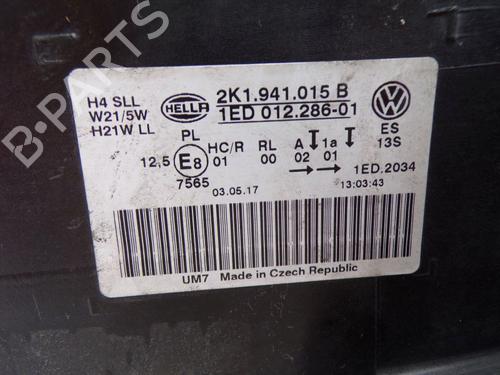 H4 SLL
W21/5W
H21W LL
HELLA
2K1.941.015 B
1ED 012.286-01
ES
13S
PL
HC/R RL A 1a
12,5 E8 01 00 02 01
7565
1ED.2034
03.05.17
13:03:43
UM7 Made in Czech Republic
B-PARTS